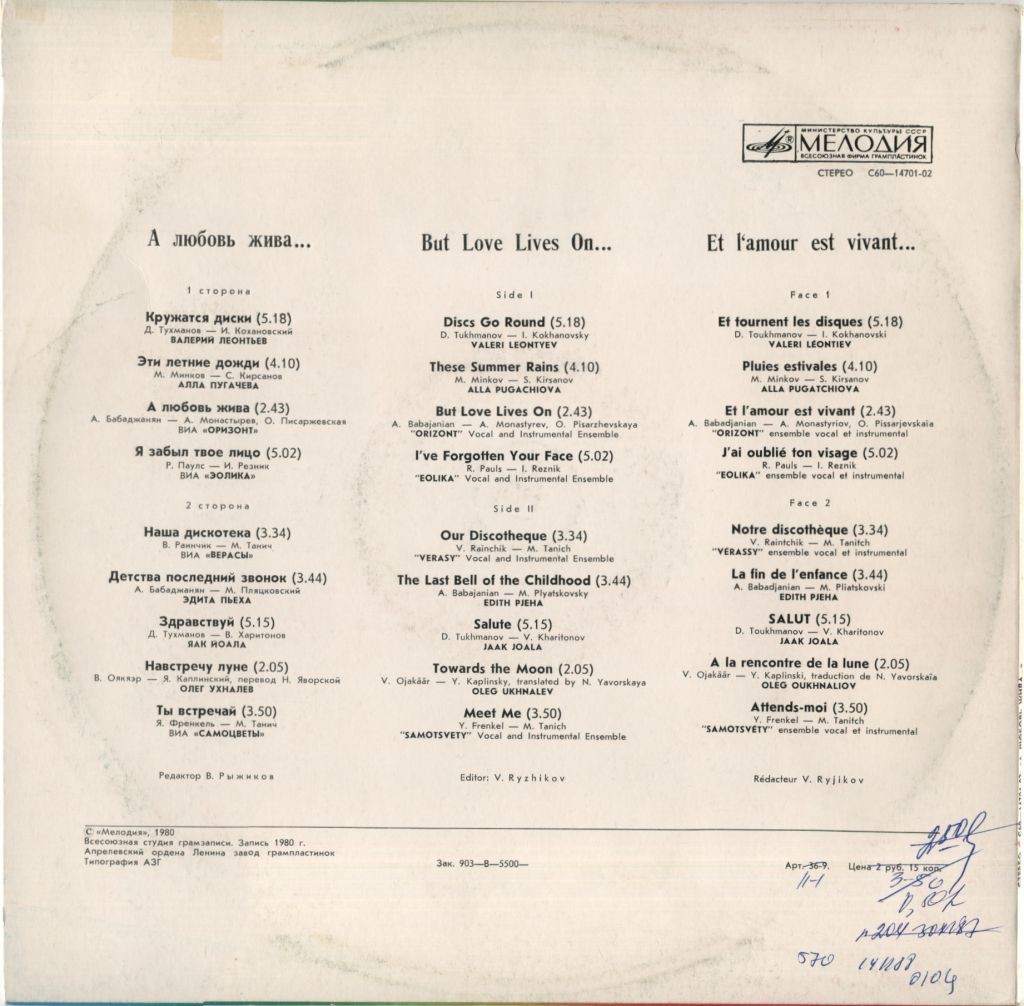 МИНИСТЕРСТВО КУЛЬТУРЫ СССР
МЕЛОДИЯ
ВСЕСОЮЗНАЯ ФИРМА ГРАМПЛАСТИНОК
СТЕРЕО С60—14701-02
А любовь жива...
1 сторона
Кружатся диски (5.18)
Д. Тухманов — И. Кохановский
ВАЛЕРИЙ ЛЕОНТЬЕВ
Эти летние дожди (4.10)
М. Минков — С. Кирсанов
АЛЛА ПУГАЧЕВА
А любовь жива (2.43)
А. Бабаджанян — А. Монастырев, О. Писаржевская
ВИА «ОРИЗОНТ»
Я забыл твое лицо (5.02)
Р. Паулс — И. Резник
ВИА «ЭОЛИКА»
2 сторона
Наша дискотека (3.34)
В. Раинчик — М. Танич
ВИА «ВЕРАСЫ»
Детства последний звонок (3.44)
А. Бабаджанян — М. Пляцковский
ЭДИТА ПЬЕХА
Здравствуй (5.15)
Д. Тухманов — В. Харитонов
ЯАК ЙОАЛА
Навстречу луне (2.05)
В. Оякяэр — Я. Каплинский, перевод Н. Яворской
ОЛЕГ УХНАЛЕВ
Ты встречай (3.50)
Я. Френкель — М. Танич
ВИА «САМОЦВЕТЫ»
Редактор В. Рыжиков
But Love Lives On...
Side I
Discs Go Round (5.18)
D. Tukhmanov — I. Kokhanovsky
VALERI LEONTYEV
These Summer Rains (4.10)
M. Minkov — S. Kirsanov
ALLA PUGACHIOVA
But Love Lives On (2.43)
A. Babajanian — A. Monastyrev, O. Pisarzhevskaya
"ORIZONT" Vocal and Instrumental Ensemble
I've Forgotten Your Face (5.02)
R. Pauls — I. Reznik
"EOLIKA" Vocal and Instrumental Ensemble
Side II
Our Discotheque (3.34)
V. Rainchik — M. Tanich
"VERASY" Vocal and Instrumental Ensemble
The Last Bell of the Childhood (3.44)
A. Babajanian — M. Plyatskovsky
EDITH PJEHA
Salute (5.15)
D. Tukhmanov — V. Kharitonov
JAAK JOALA
Towards the Moon (2.05)
V. Ojakäär — Y. Kaplinsky, translated by N. Yavorskaya
OLEG UKHNALEV
Meet Me (3.50)
Y. Frenkel — M. Tanich
"SAMOTSVETY" Vocal and Instrumental Ensemble
Editor: V. Ryzhikov
Et l'amour est vivant...
Face 1
Et tournent les disques (5.18)
D. Toukhmanov — I. Kokhanovski
VALERI LEONTIEV
Pluies estivales (4.10)
M. Minkov — S. Kirsanov
ALLA PUGATCHIOVA
Et l'amour est vivant (2.43)
A. Babadjanian — A. Monastyriov, O. Pissarjevskaïa
"ORIZONT" ensemble vocal et instrumental
J'ai oublié ton visage (5.02)
R. Pauls — I. Reznik
"EOLIKA" ensemble vocal et instrumental
Face 2
Notre discothèque (3.34)
V. Raintchik — M. Tanitch
"VÉRASSY" ensemble vocal et instrumental
La fin de l'enfance (3.44)
A. Babadjanian — M. Pliatskovski
EDITH PJEHA
SALUT (5.15)
D. Toukhmanov — V. Kharitonov
JAAK JOALA
A la rencontre de la lune (2.05)
V. Ojakäär — Y. Kaplinski, traduction de N. Yavorskaïa
OLEG OUKHNALIOV
Attends-moi (3.50)
Y. Frenkel — M. Tanitch
"SAMOTSVÉTY" ensemble vocal et instrumental
Rédacteur V. Ryjikov
© «Мелодия», 1980
Всесоюзная студия грамзаписи. Запись 1980 г.
Апрелевский ордена Ленина завод грампластинок
Типография АЗГ
Зак. 903—В—5500—
Арт. 36-9. Цена 2 руб. 15 коп.
11-1
3-50
570